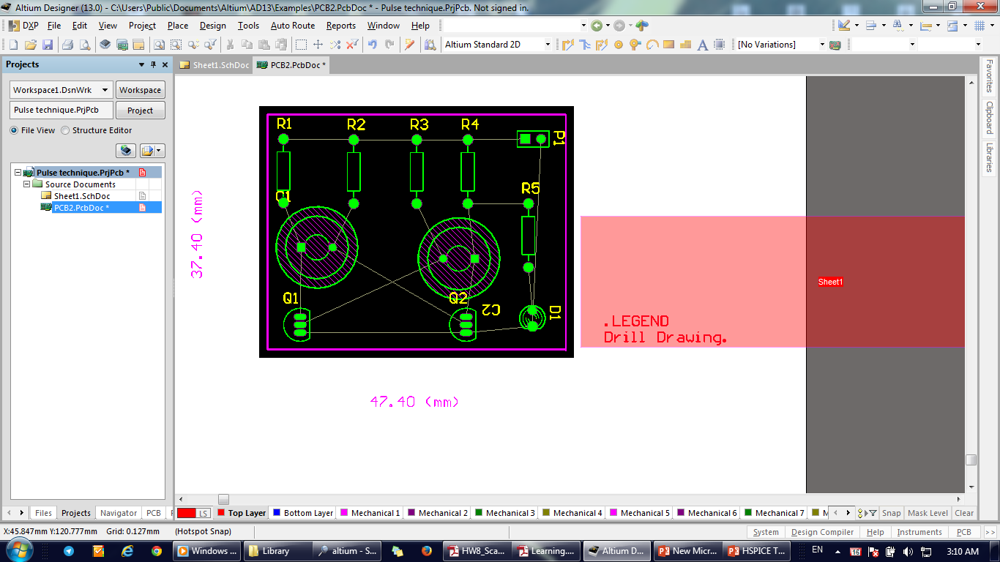 Altium Designer (13.0) - C:\Users\Public\Documents\Altium\AD13\Examples\PCB2.PcbDoc * - Pulse technique.PrjPcb. Not signed in.
DXP File Edit View Project Place Design Tools Auto Route Reports Window Help
Altium Standard 2D [No Variations]
Projects
Sheet1.SchDoc PCB2.PcbDoc *
Workspace1.DsnWrk Workspace
Pulse technique.PrjPcb Project
File View Structure Editor
Pulse technique.PrjPcb *
Source Documents
Sheet1.SchDoc
PCB2.PcbDoc *
R1 R2 R3 R4 P1
R5
C1
37.40 (mm)
Q1 Q2 C2 D1
47.40 (mm)
Sheet1
.LEGEND
Drill Drawing.
Favorites
Clipboard
Libraries
Files Projects Navigator PCB
LS Top Layer Bottom Layer Mechanical 1 Mechanical 2 Mechanical 3 Mechanical 4 Mechanical 5 Mechanical 6 Mechanical 7 M Snap Mask Level Clear
X:45.847mm Y:120.777mm Grid: 0.127mm (Hotspot Snap) System Design Compiler Help Instruments PCB >>
Windows ... Library altium - S... HW8_Sca... Learning.... Altium D... New Micr... HSPICE T... EN 16 3:10 AM